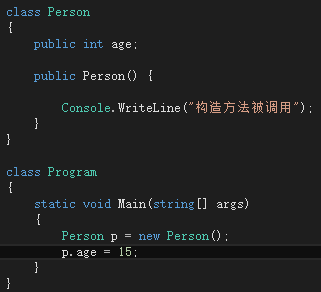 class Person
{
    public int age;
    public Person() {
        Console.WriteLine("构造方法被调用");
    }
}
class Program
{
    static void Main(string[] args)
    {
        Person p = new Person();
        p.age = 15;
    }
}